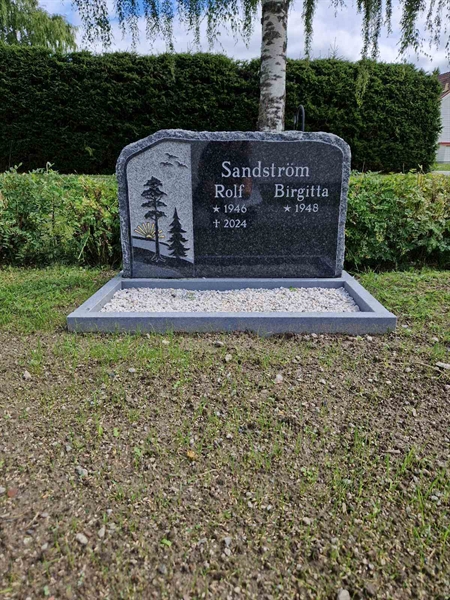 Sandström
Rolf Birgitta
★ 1946 ★ 1948
✝ 2024